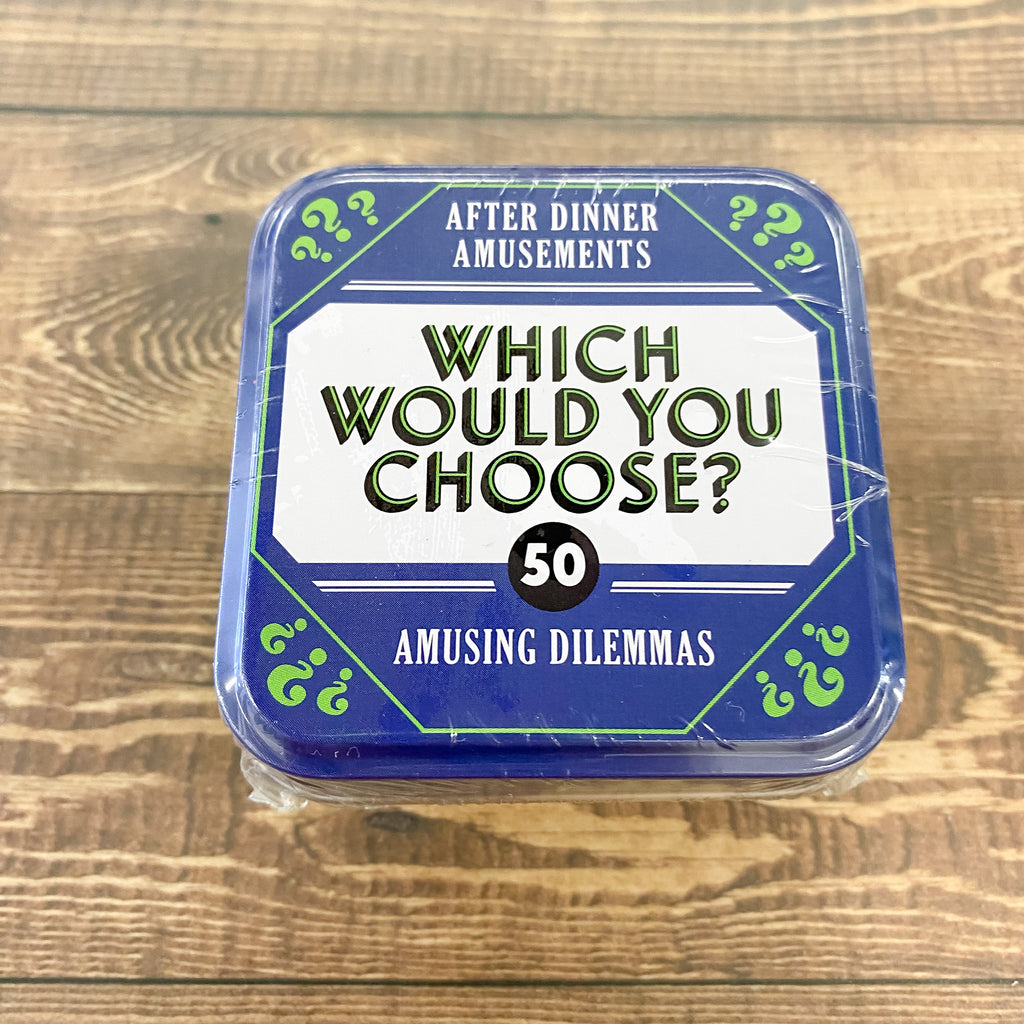 AFTER DINNER
AMUSEMENTS
WHICH
WOULD YOU
CHOOSE?
50
AMUSING DILEMMAS